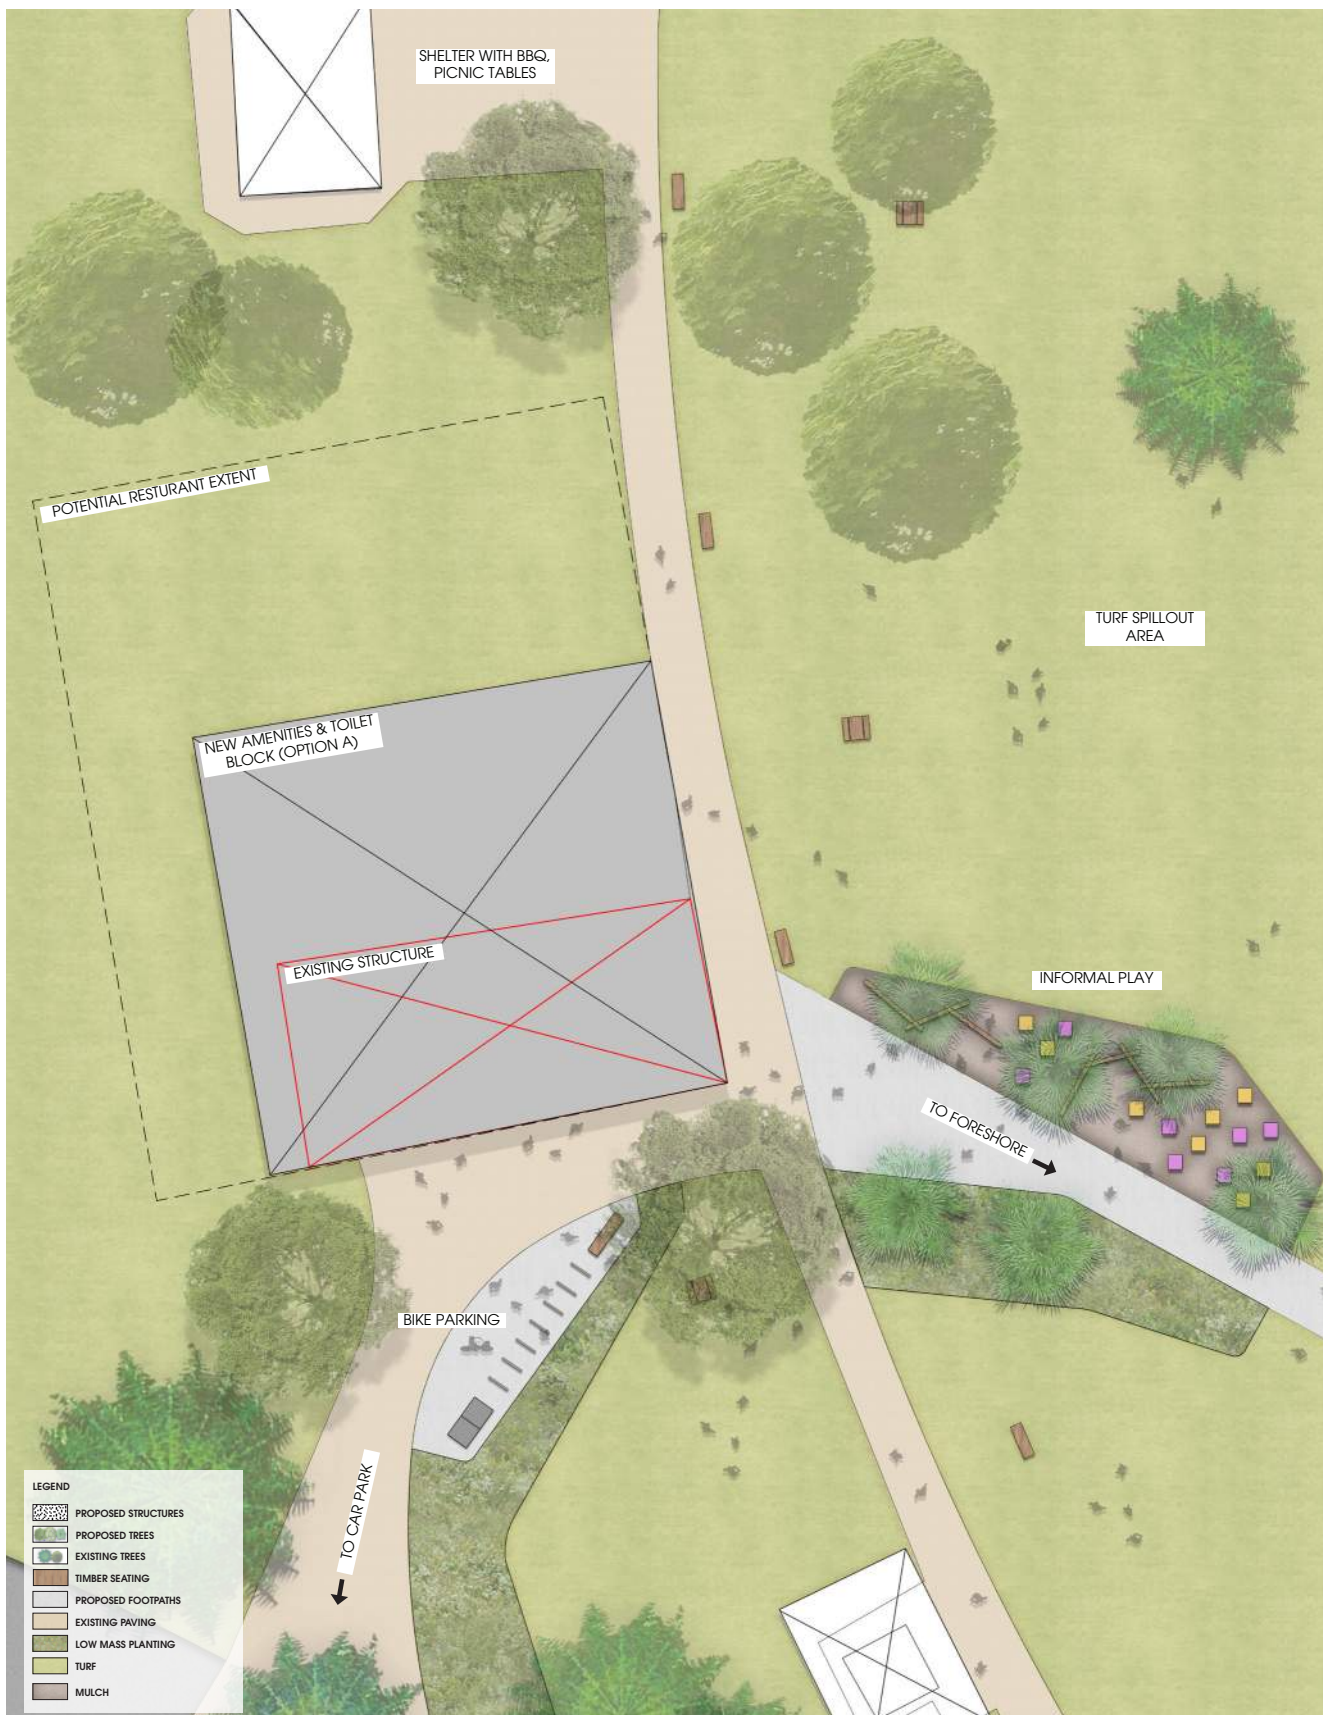 SHELTER WITH BBQ,
PICNIC TABLES
POTENTIAL RESTURANT EXTENT
TURF SPILLOUT
AREA
NEW AMENITIES & TOILET
BLOCK (OPTION A)
EXISTING STRUCTURE
INFORMAL PLAY
TO FORESHORE
BIKE PARKING
TO CAR PARK
LEGEND
PROPOSED STRUCTURES
PROPOSED TREES
EXISTING TREES
TIMBER SEATING
PROPOSED FOOTPATHS
EXISTING PAVING
LOW MASS PLANTING
TURF
MULCH